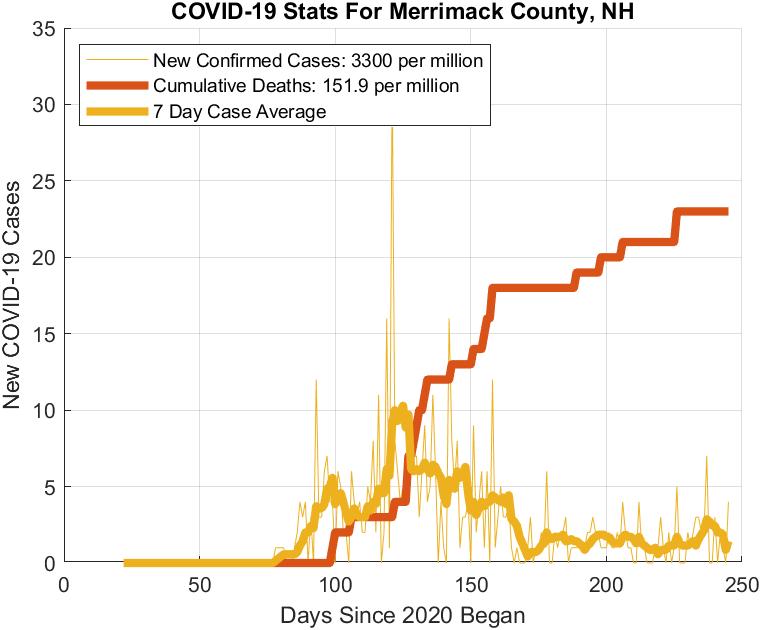 COVID-19 Stats For Merrimack County, NH
New Confirmed Cases: 3300 per million
Cumulative Deaths: 151.9 per million
7 Day Case Average
35
30
25
20
15
10
5
0
New COVID-19 Cases
0 50 100 150 200 250
Days Since 2020 Began